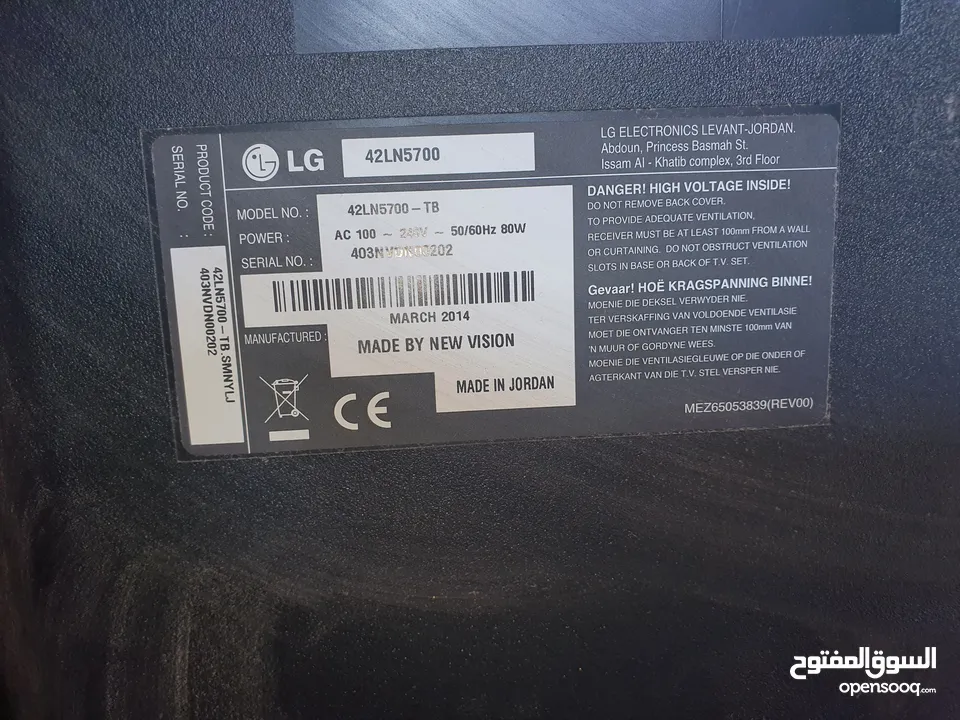 LG
42LN5700
LG ELECTRONICS LEVANT-JORDAN.
Abdoun, Princess Basmah St.
Issam Al - Khatib complex, 3rd Floor
PRODUCT CODE :
SERIAL NO. :
42LN5700-TB SMNYLJ
403NVDN00202
MODEL NO. : 42LN5700-TB
POWER : AC 100 ~ 240V ~ 50/60Hz 80W
SERIAL NO. : 403NVDN00202
MARCH 2014
MANUFACTURED : MADE BY NEW VISION
MADE IN JORDAN
CE
DANGER! HIGH VOLTAGE INSIDE!
DO NOT REMOVE BACK COVER.
TO PROVIDE ADEQUATE VENTILATION,
RECEIVER MUST BE AT LEAST 100mm FROM A WALL
OR CURTAINING. DO NOT OBSTRUCT VENTILATION
SLOTS IN BASE OR BACK OF T.V. SET.
Gevaar! HOË KRAGSPANNING BINNE!
MOENIE DIE DEKSEL VERWYDER NIE.
TER VERSKAFFING VAN VOLDOENDE VENTILASIE
MOET DIE ONTVANGER TEN MINSTE 100mm VAN
'N MUUR OF GORDYNE WEES.
MOENIE DIE VENTILASIEGLEUWE OP DIE ONDER OF
AGTERKANT VAN DIE T.V. STEL VERSPER NIE.
MEZ65053839(REV00)
السوق المفتوح
opensooq.com